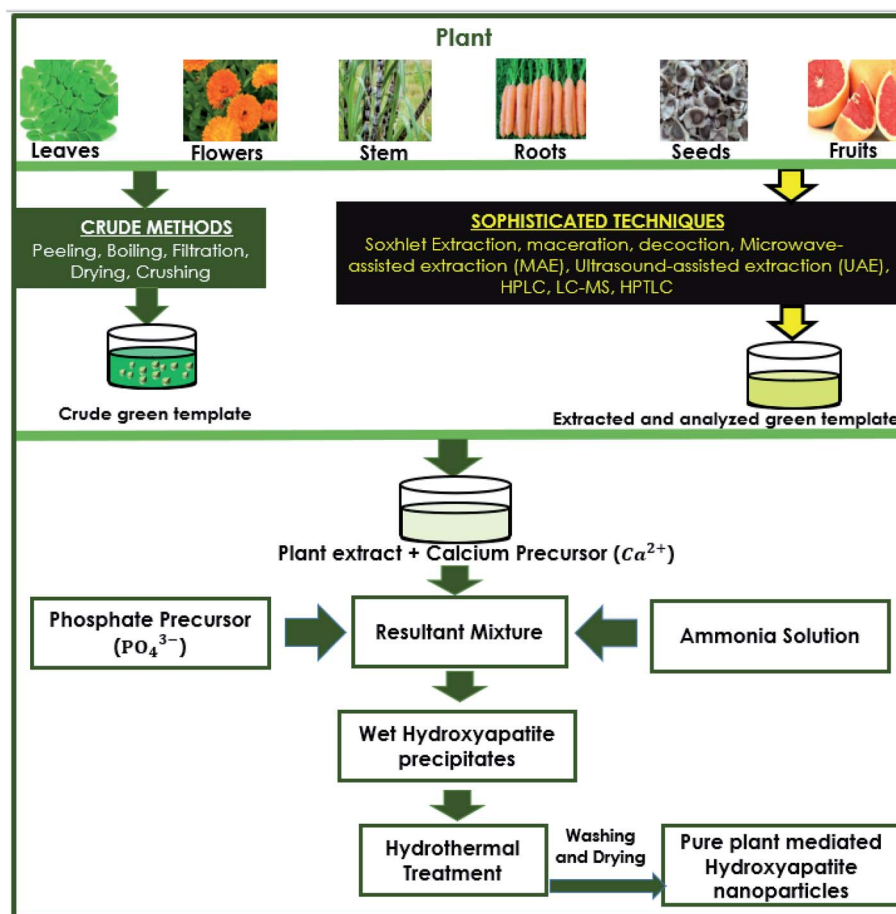 Plant
Leaves
Flowers
Stem
Roots
Seeds
Fruits
CRUDE METHODS
Peeling, Boiling, Filtration,
Drying, Crushing
SOPHISTICATED TECHNIQUES
Soxhlet Extraction, maceration, decoction, Microwave-
assisted extraction (MAE), Ultrasound-assisted extraction (UAE),
HPLC, LC-MS, HPTLC
Crude green template
Extracted and analyzed green template
Plant extract + Calcium Precursor (Ca²⁺)
Phosphate Precursor
(PO₄³⁻)
Resultant Mixture
Ammonia Solution
Wet Hydroxyapatite
precipitates
Hydrothermal
Treatment
Washing
and Drying
Pure plant mediated
Hydroxyapatite
nanoparticles